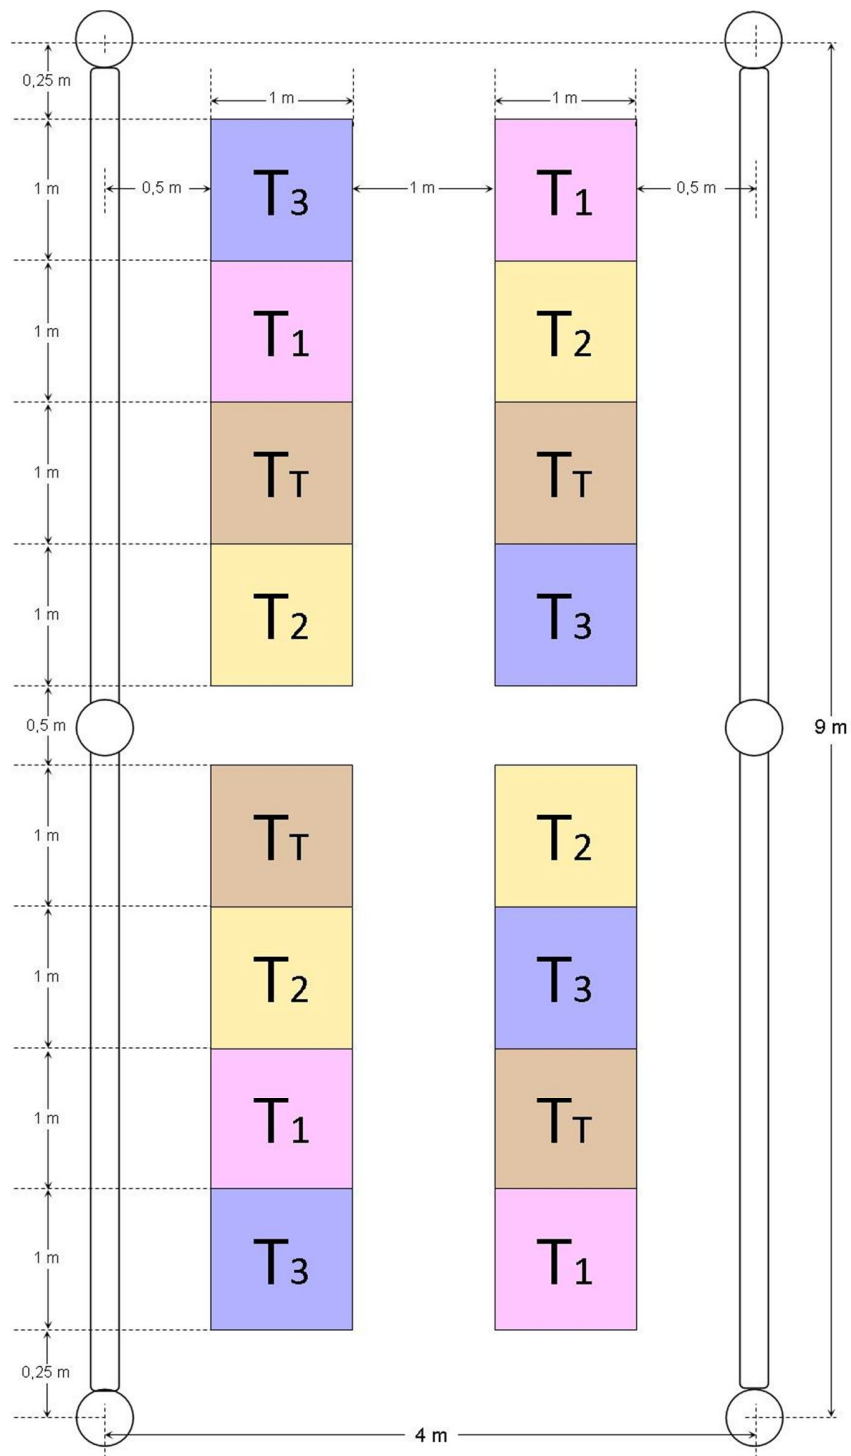 0,25 m
1 m 1 m
1 m 0,5 m T3 1 m T1 0,5 m
1 m T1 T2
1 m TT TT
1 m T2 T3
0,5 m 9 m
1 m TT T2
1 m T2 T3
1 m T1 TT
1 m T3 T1
0,25 m
4 m